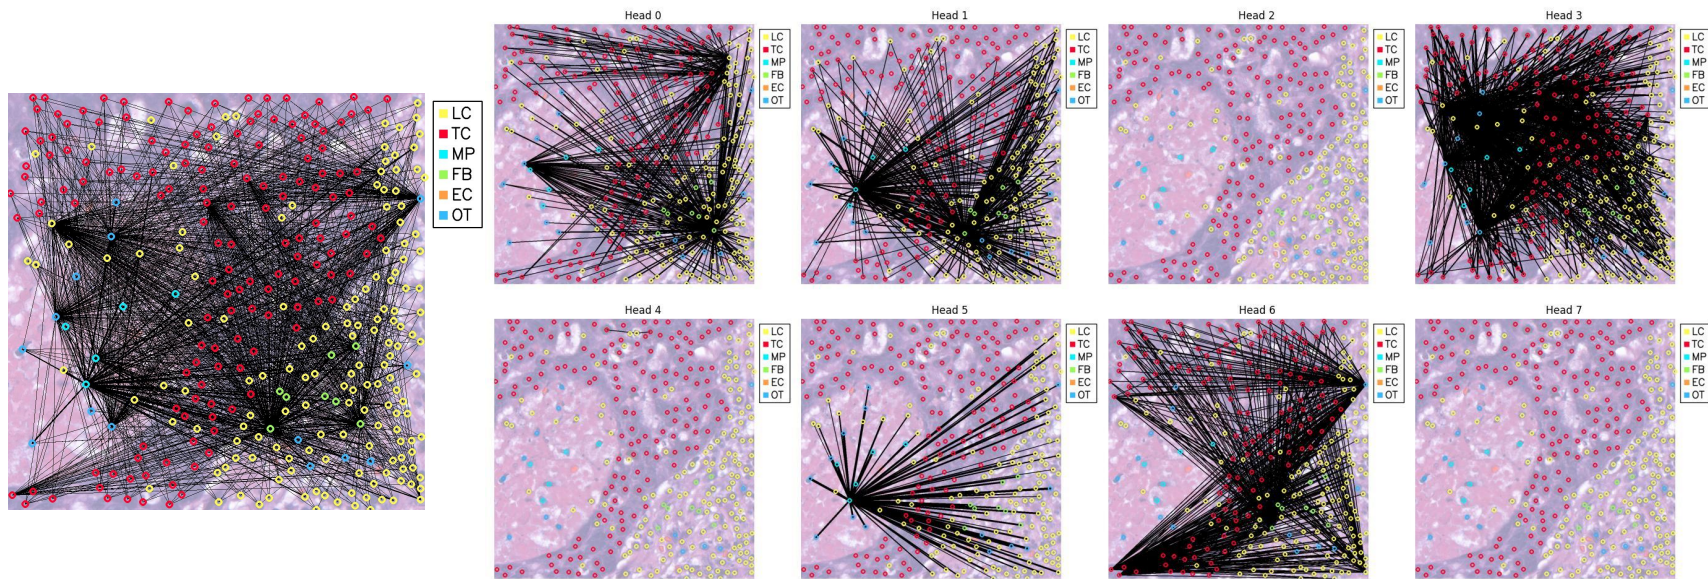 LC
TC
MP
FB
EC
OT
Head 0
LC
TC
MP
FB
EC
OT
Head 1
LC
TC
MP
FB
EC
OT
Head 2
LC
TC
MP
FB
EC
OT
Head 3
LC
TC
MP
FB
EC
OT
Head 4
LC
TC
MP
FB
EC
OT
Head 5
LC
TC
MP
FB
EC
OT
Head 6
LC
TC
MP
FB
EC
OT
Head 7
LC
TC
MP
FB
EC
OT